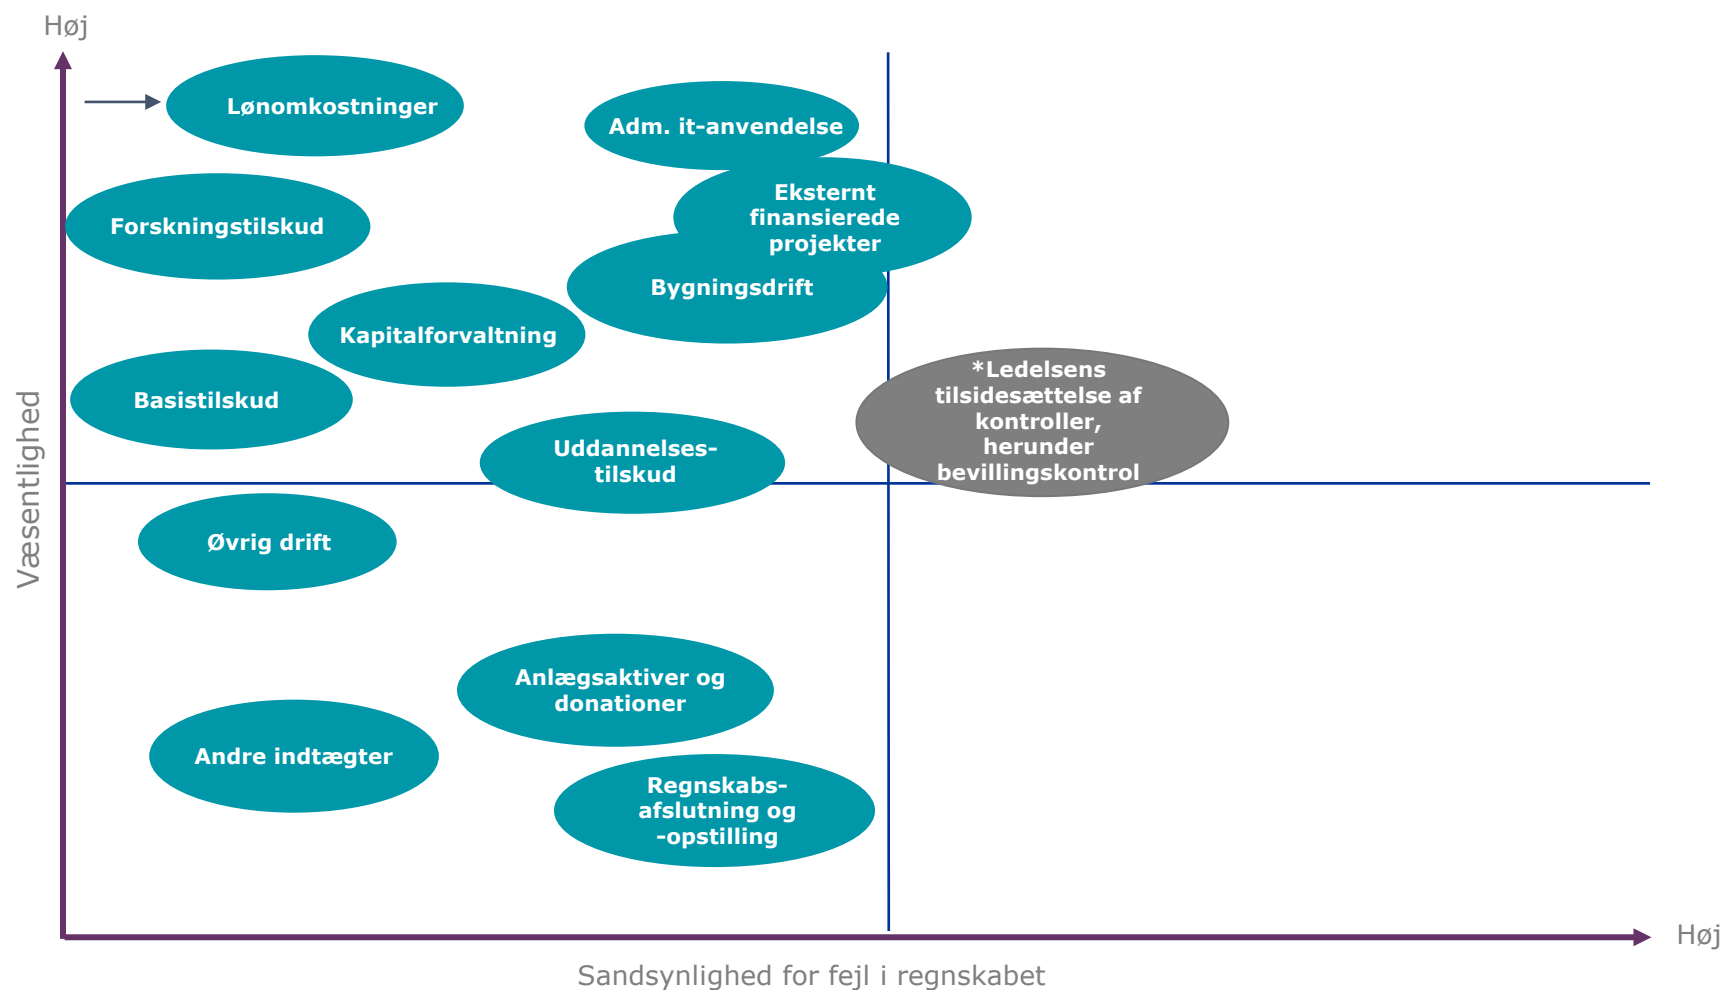 Høj
Lønomkostninger
Adm. it-anvendelse
Eksternt
finansierede
projekter
Forskningstilskud
Bygningsdrift
Kapitalforvaltning
*Ledelsens
tilsidesættelse af
kontroller,
herunder
bevillingskontrol
Basistilskud
Uddannelses-
tilskud
Væsentlighed
Øvrig drift
Anlægsaktiver og
donationer
Andre indtægter
Regnskabs-
afslutning og
-opstilling
Høj
Sandsynlighed for fejl i regnskabet